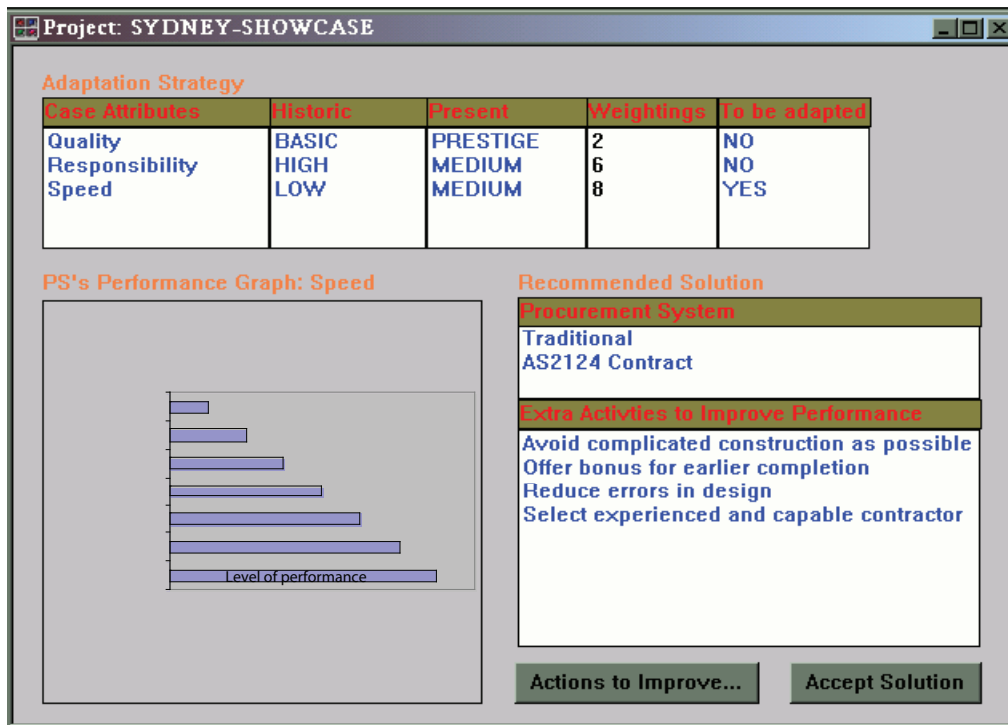 Project: SYDNEY-SHOWCASE
Adaptation Strategy
Case Attributes Historic Present Weightings To be adapted
Quality BASIC PRESTIGE 2 NO
Responsibility HIGH MEDIUM 6 NO
Speed LOW MEDIUM 8 YES
PS's Performance Graph: Speed
Level of performance
Recommended Solution
Procurement System
Traditional
AS2124 Contract
Extra Activties to Improve Performance
Avoid complicated construction as possible
Offer bonus for earlier completion
Reduce errors in design
Select experienced and capable contractor
Actions to Improve... Accept Solution